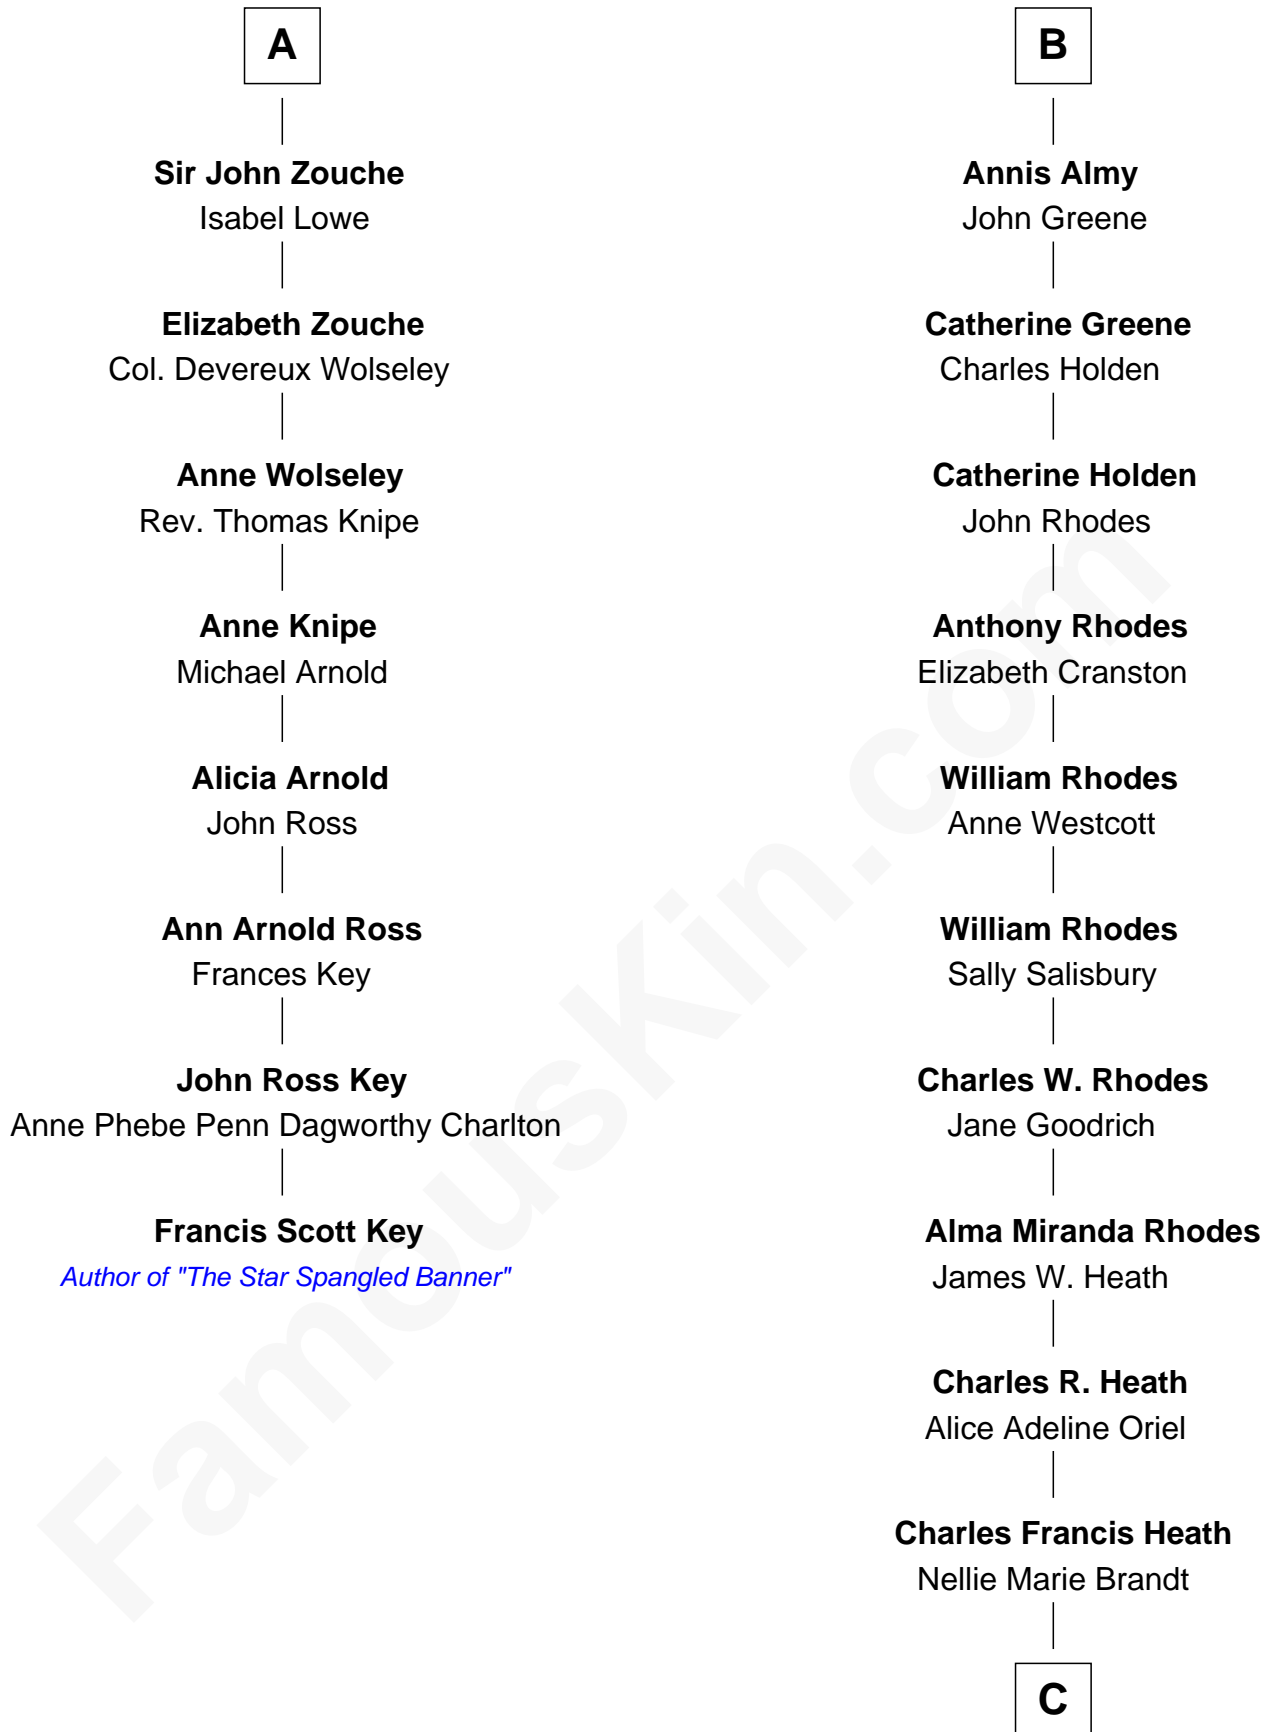 A
Sir John Zouche
Isabel Lowe
Elizabeth Zouche
Col. Devereux Wolseley
Anne Wolseley
Rev. Thomas Knipe
Anne Knipe
Michael Arnold
Alicia Arnold
John Ross
Ann Arnold Ross
Frances Key
John Ross Key
Anne Phebe Penn Dagworthy Charlton
Francis Scott Key
Author of "The Star Spangled Banner"
B
Annis Almy
John Greene
Catherine Greene
Charles Holden
Catherine Holden
John Rhodes
Anthony Rhodes
Elizabeth Cranston
William Rhodes
Anne Westcott
William Rhodes
Sally Salisbury
Charles W. Rhodes
Jane Goodrich
Alma Miranda Rhodes
James W. Heath
Charles R. Heath
Alice Adeline Oriel
Charles Francis Heath
Nellie Marie Brandt
C
FamousKin.com